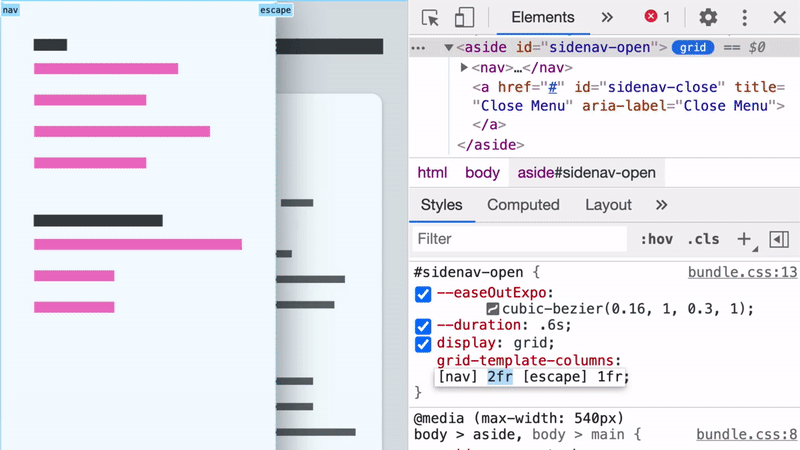 nav
escape
Elements
1
<aside id="sidenav-open"> grid == $0
<nav>…</nav>
<a href="#" id="sidenav-close" title=
"Close Menu" aria-label="Close Menu">
</a>
</aside>
html body aside#sidenav-open
Styles Computed Layout
Filter :hov .cls
#sidenav-open { bundle.css:13
--easeOutExpo:
cubic-bezier(0.16, 1, 0.3, 1);
--duration: .6s;
display: grid;
grid-template-columns:
[nav] 2fr [escape] 1fr;
}
@media (max-width: 540px)
body > aside, body > main { bundle.css:8